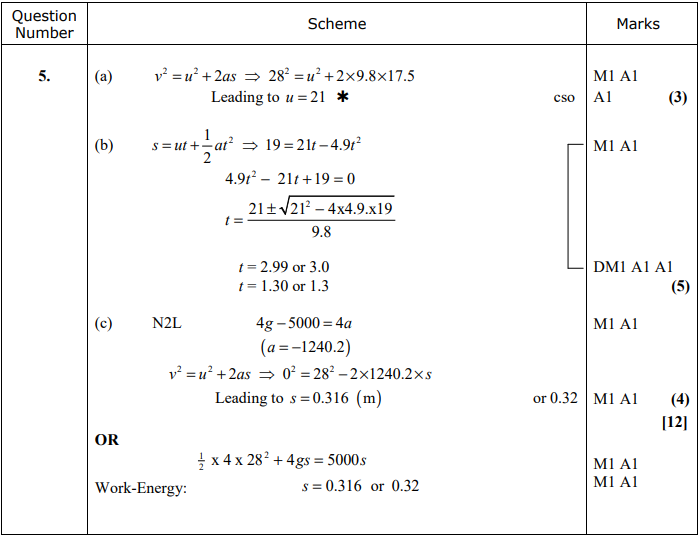 Question Number Scheme Marks
5. (a) v² = u² + 2as ⇒ 28² = u² + 2×9.8×17.5 M1 A1
Leading to u = 21 ✱ cso A1 (3)
(b) s = ut + 1/2 at² ⇒ 19 = 21t − 4.9t² M1 A1
4.9t² − 21t + 19 = 0
t = (21 ± √(21² − 4x4.9.x19)) / 9.8
t = 2.99 or 3.0 DM1 A1 A1
t = 1.30 or 1.3 (5)
(c) N2L 4g − 5000 = 4a M1 A1
(a = −1240.2)
v² = u² + 2as ⇒ 0² = 28² − 2×1240.2×s
Leading to s = 0.316 (m) or 0.32 M1 A1 (4)
[12]
OR
1/2 x 4 x 28² + 4gs = 5000s M1 A1
Work-Energy: s = 0.316 or 0.32 M1 A1